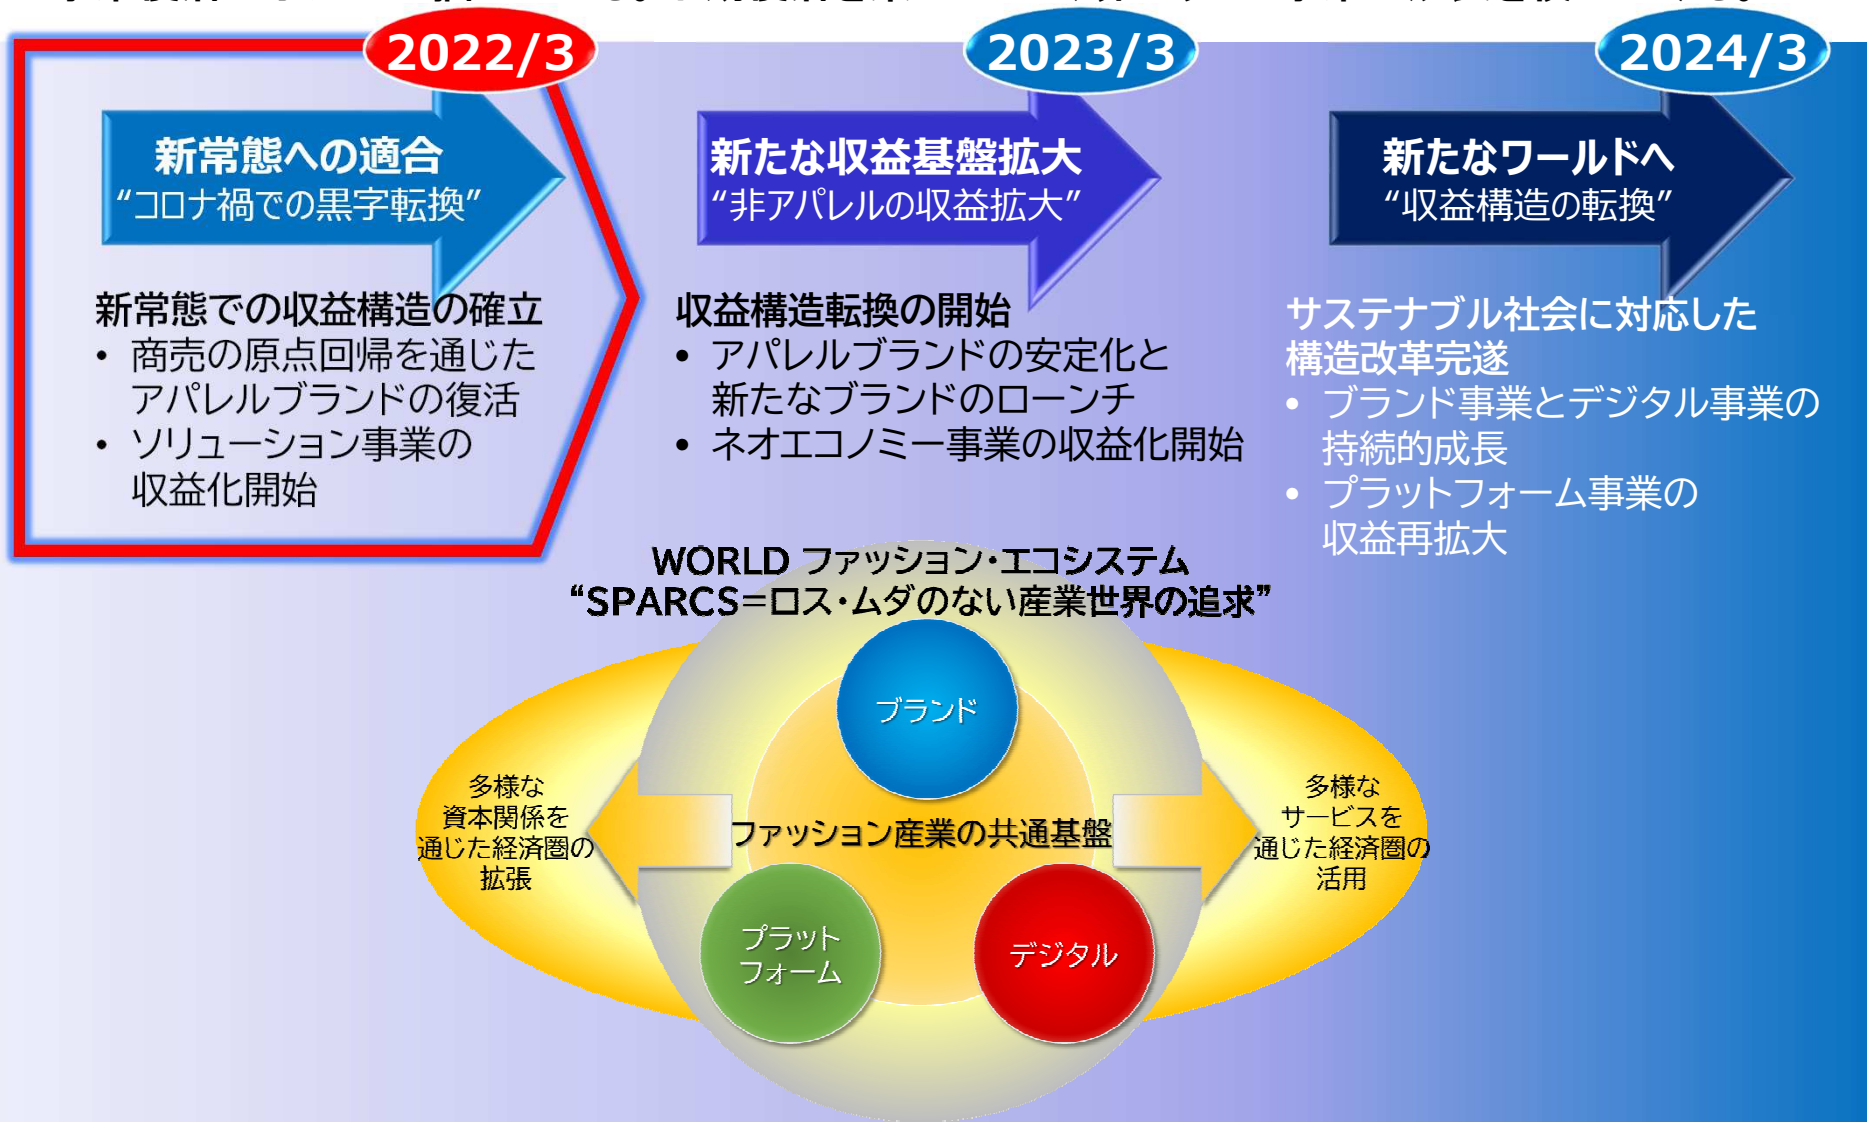 2022/3
新常態への適合
“コロナ禍での黒字転換”
新常態での収益構造の確立
• 商売の原点回帰を通じた
アパレルブランドの復活
• ソリューション事業の
収益化開始
2023/3
新たな収益基盤拡大
“非アパレルの収益拡大”
収益構造転換の開始
• アパレルブランドの安定化と
新たなブランドのローンチ
• ネオエコノミー事業の収益化開始
2024/3
新たなワールドへ
“収益構造の転換”
サステナブル社会に対応した
構造改革完遂
• ブランド事業とデジタル事業の
持続的成長
• プラットフォーム事業の
収益再拡大
WORLD ファッション・エコシステム
“SPARCS=ロス・ムダのない産業世界の追求”
ブランド
多様な
資本関係を
通じた経済圏の
拡張
ファッション産業の共通基盤
多様な
サービスを
通じた経済圏の
活用
プラット
フォーム
デジタル